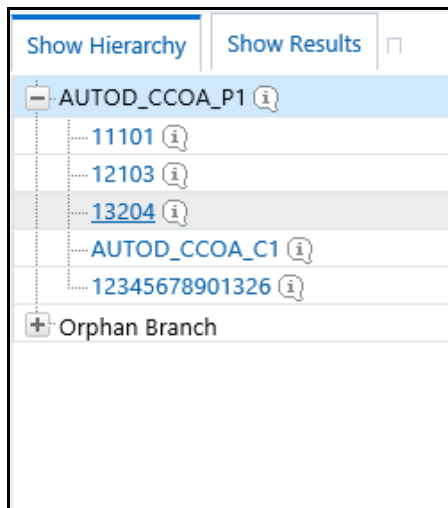 Show Hierarchy Show Results
AUTOD_CCOA_P1
11101
12103
13204
AUTOD_CCOA_C1
12345678901326
Orphan Branch